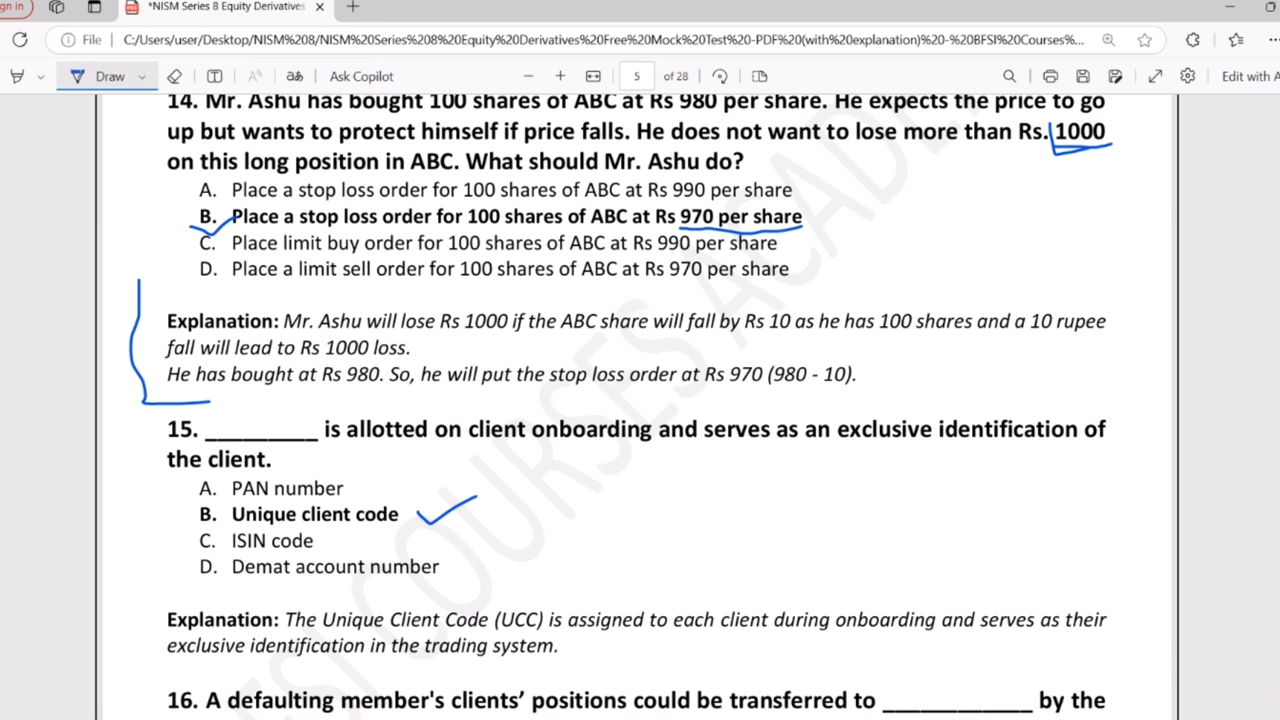 gn in
*NISM Series 8 Equity Derivatives
File
C:/Users/user/Desktop/NISM%208/NISM%20Series%208%20Equity%20Derivatives%20Free%20Mock%20Test%20-PDF%20(with%20explanation)%20-%20BFSI%20Courses%...
Draw
Ask Copilot
5 of 28
Edit with A
14. Mr. Ashu has bought 100 shares of ABC at Rs 980 per share. He expects the price to go
up but wants to protect himself if price falls. He does not want to lose more than Rs. 1000
on this long position in ABC. What should Mr. Ashu do?
A. Place a stop loss order for 100 shares of ABC at Rs 990 per share
B. Place a stop loss order for 100 shares of ABC at Rs 970 per share
C. Place limit buy order for 100 shares of ABC at Rs 990 per share
D. Place a limit sell order for 100 shares of ABC at Rs 970 per share
Explanation: Mr. Ashu will lose Rs 1000 if the ABC share will fall by Rs 10 as he has 100 shares and a 10 rupee
fall will lead to Rs 1000 loss.
He has bought at Rs 980. So, he will put the stop loss order at Rs 970 (980 - 10).
15. _________ is allotted on client onboarding and serves as an exclusive identification of
the client.
A. PAN number
B. Unique client code
C. ISIN code
D. Demat account number
Explanation: The Unique Client Code (UCC) is assigned to each client during onboarding and serves as their
exclusive identification in the trading system.
16. A defaulting member's clients’ positions could be transferred to ____________ by the